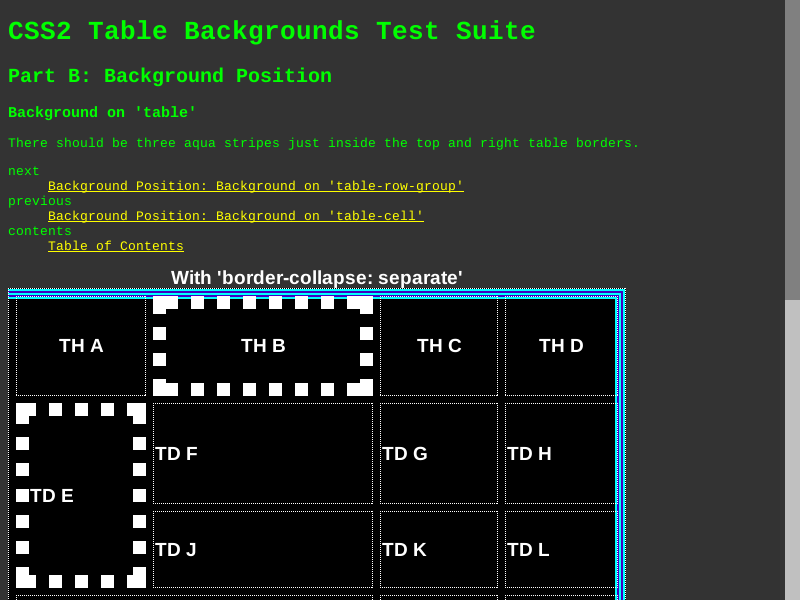 CSS2 Table Backgrounds Test Suite
Part B: Background Position
Background on 'table'
There should be three aqua stripes just inside the top and right table borders.
next
Background Position: Background on 'table-row-group'
previous
Background Position: Background on 'table-cell'
contents
Table of Contents
With 'border-collapse: separate'
TH A TH B TH C TH D
TD F TD G TD H
TD E
TD J TD K TD L